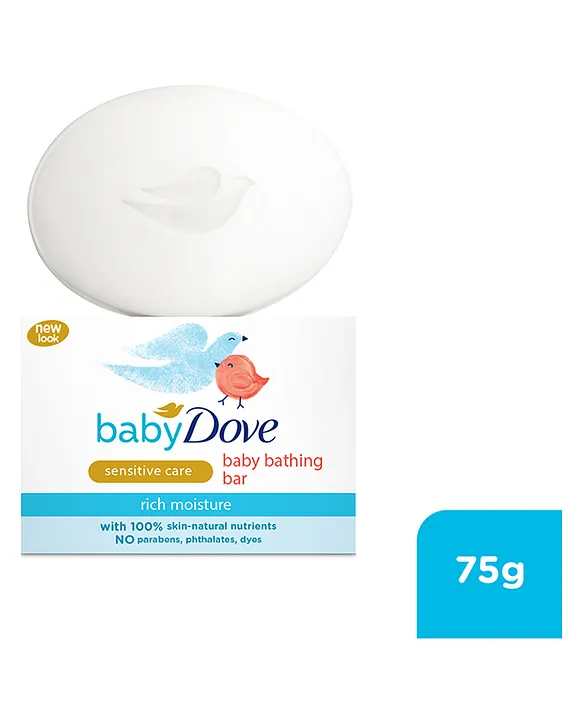 new
look
baby Dove
sensitive care
baby bathing
bar
rich moisture
with 100% skin-natural nutrients
NO parabens, phthalates, dyes
75g